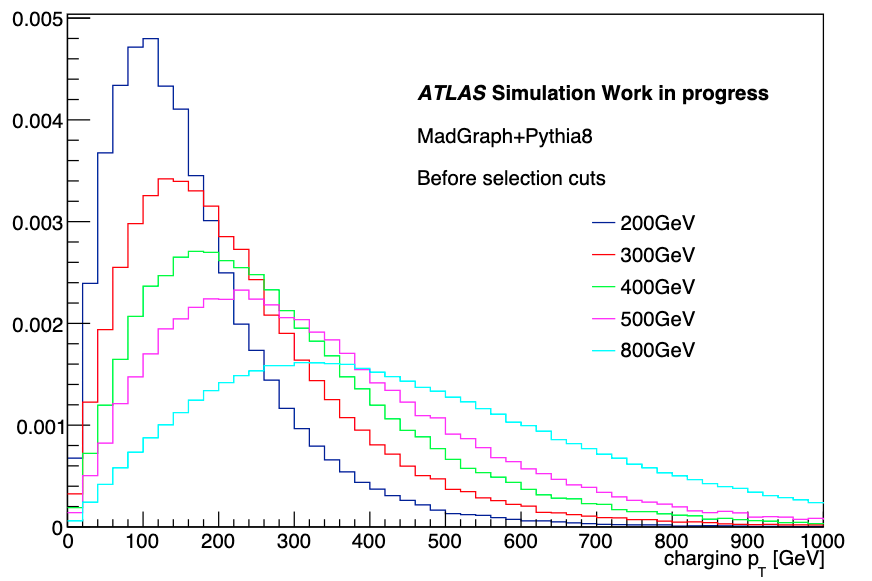 0.005
0.004
0.003
0.002
0.001
0
ATLAS Simulation Work in progress
MadGraph+Pythia8
Before selection cuts
200GeV
300GeV
400GeV
500GeV
800GeV
0 100 200 300 400 500 600 700 800 900 1000
chargino pT [GeV]